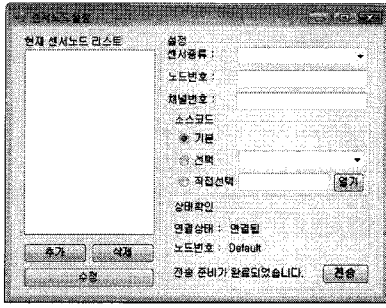 센서노드설정
현재 센서노드 리스트
추가
삭제
수정
설정
센서종류 :
노드번호 :
채널번호 :
소스코드
기본
선택
직접선택
열기
상태확인
연결상태 : 연결됨
노드번호 : Default
전송 준비가 완료되었습니다.
전송